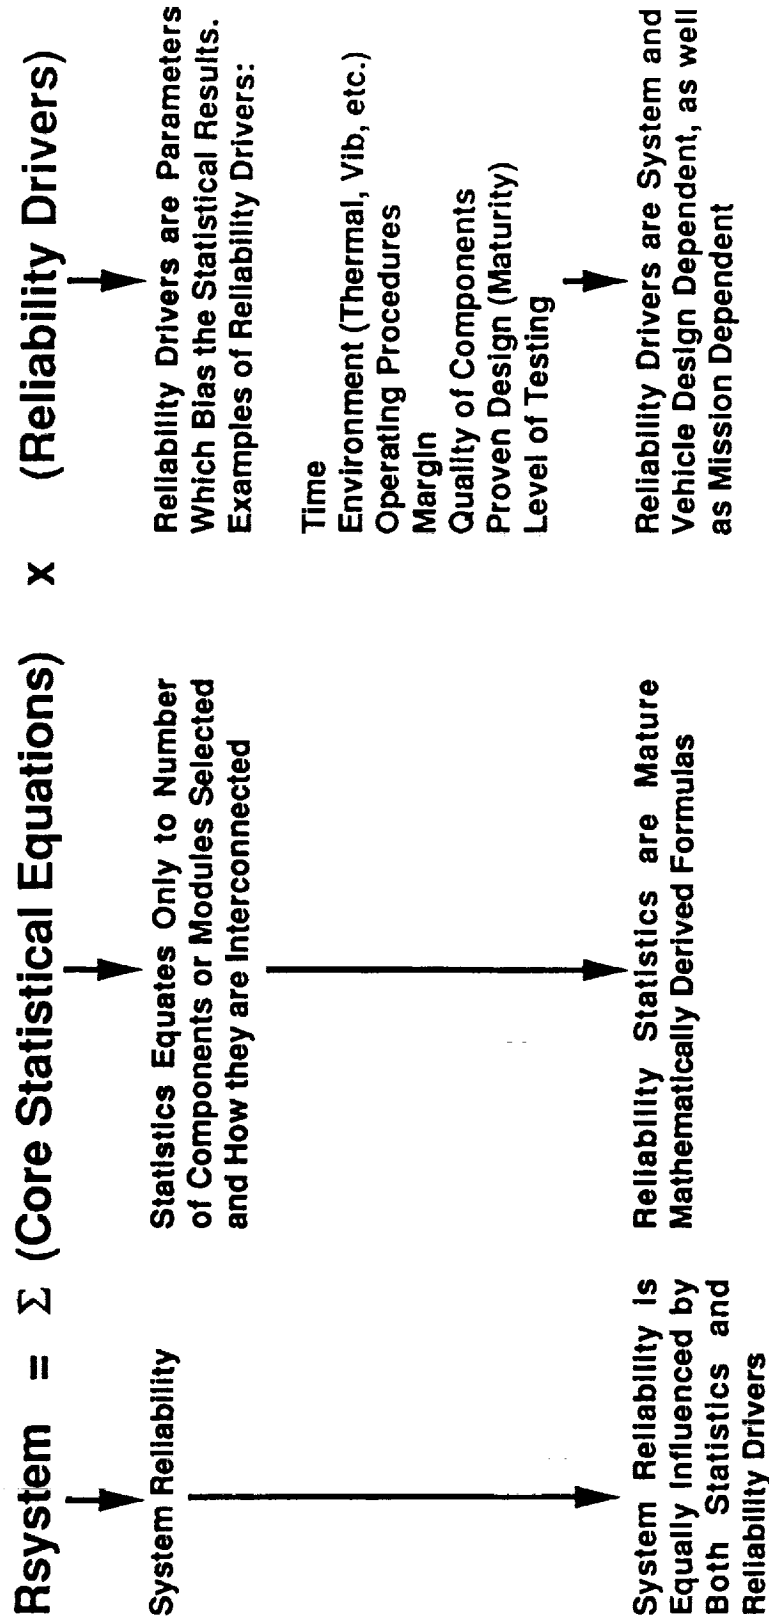 Rsystem = Σ (Core Statistical Equations) x (Reliability Drivers)
System Reliability
System Reliability is
Equally Influenced by
Both Statistics and
Reliability Drivers
Statistics Equates Only to Number
of Components or Modules Selected
and How they are Interconnected
Reliability Statistics are Mature
Mathematically Derived Formulas
Reliability Drivers are Parameters
Which Bias the Statistical Results.
Examples of Reliability Drivers:
Time
Environment (Thermal, Vib, etc.)
Operating Procedures
Margin
Quality of Components
Proven Design (Maturity)
Level of Testing
Reliability Drivers are System and
Vehicle Design Dependent, as well
as Mission Dependent